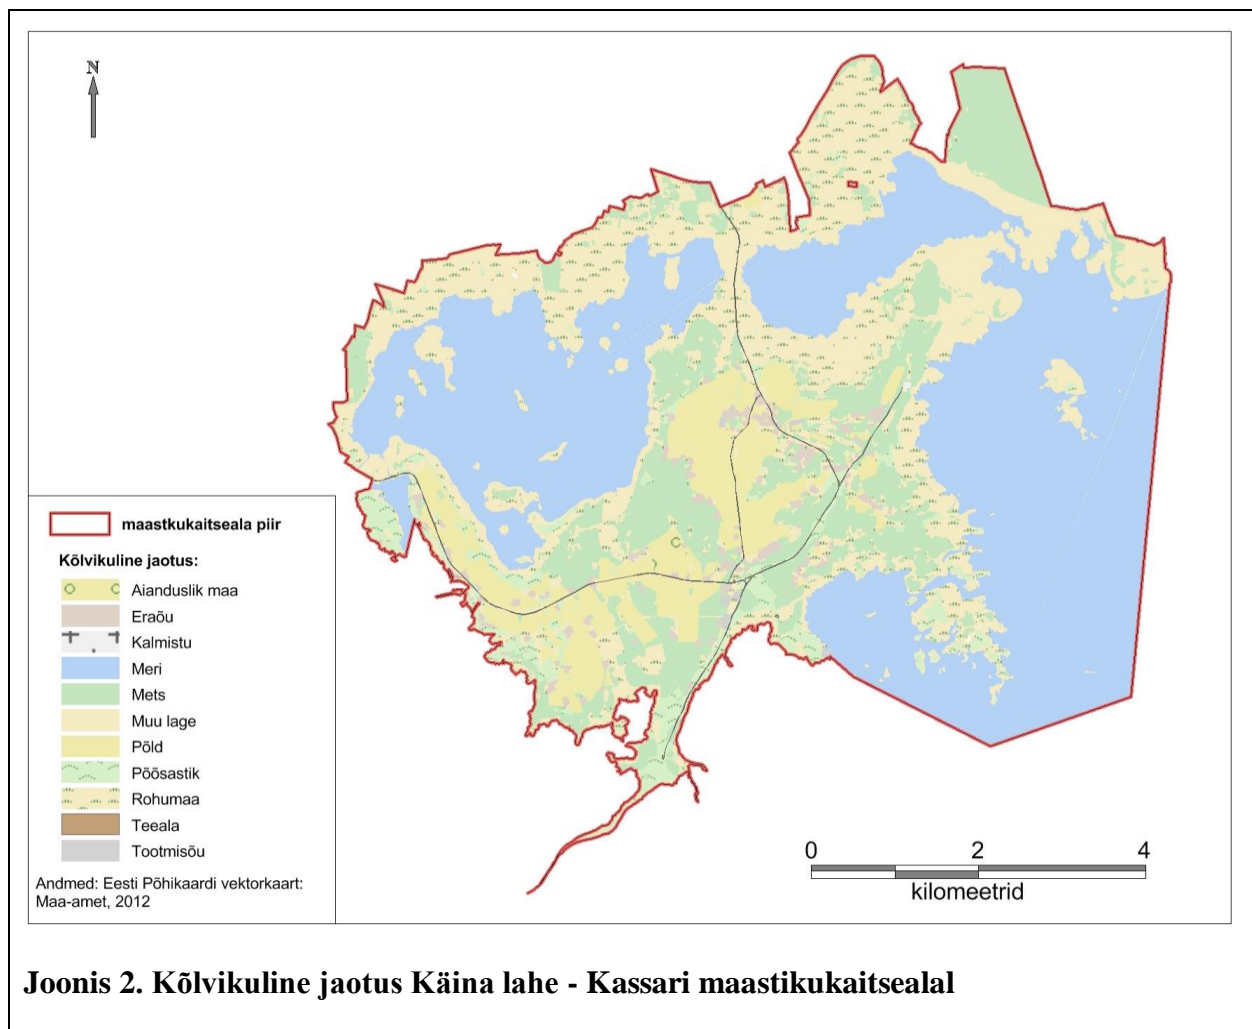 N
maastkukaitseala piir
Kõlvikuline jaotus:
Aianduslik maa
Eraõu
Kalmistu
Meri
Mets
Muu lage
Põld
Põõsastik
Rohumaa
Teeala
Tootmisõu
Andmed: Eesti Põhikaardi vektorkaart:
Maa-amet, 2012
0 2 4
kilomeetrid
Joonis 2. Kõlvikuline jaotus Käina lahe - Kassari maastikukaitsealal